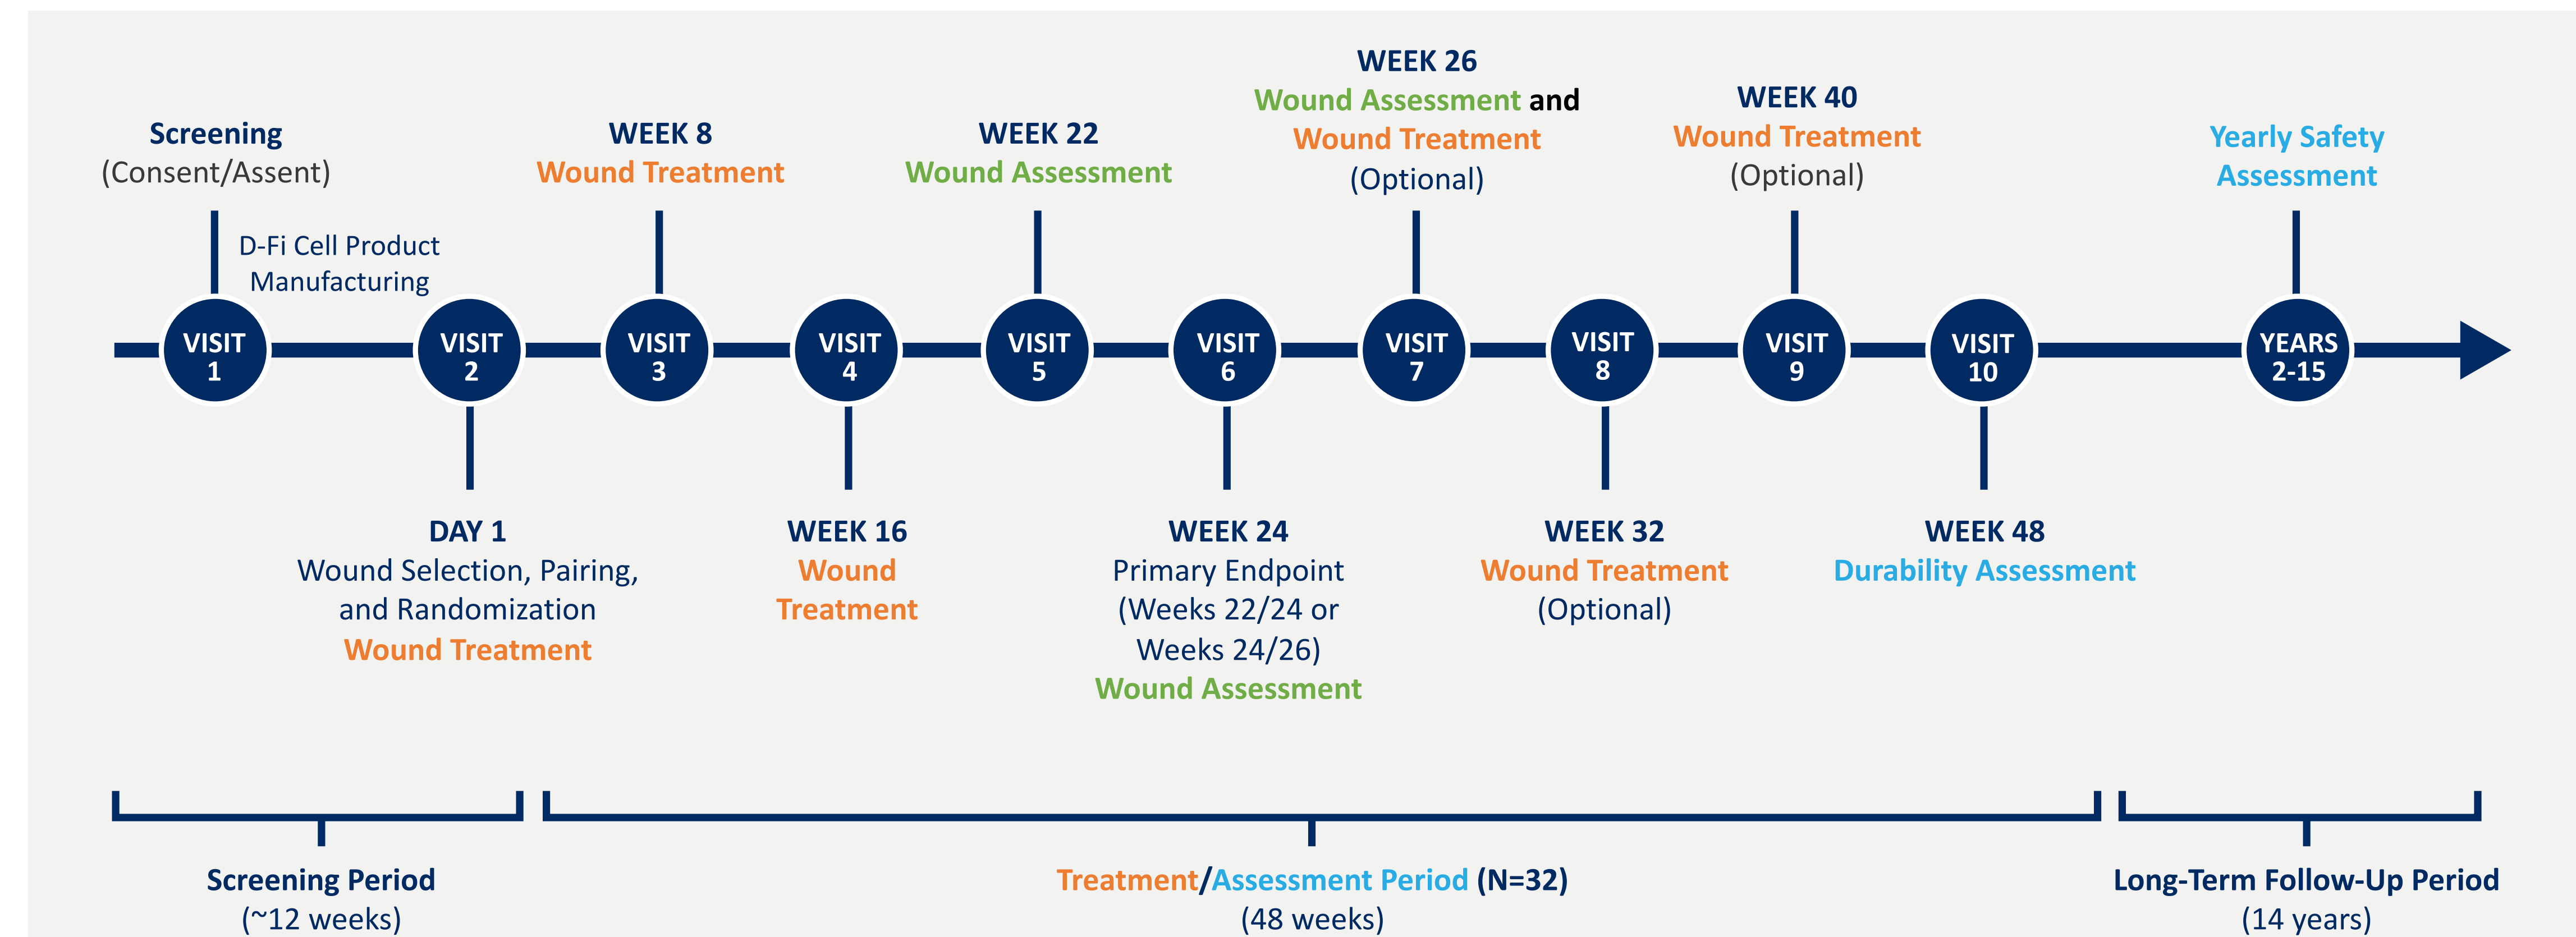 Screening
(Consent/Assent)
WEEK 8
Wound Treatment
WEEK 22
Wound Assessment
WEEK 26
Wound Assessment and
Wound Treatment
(Optional)
WEEK 40
Wound Treatment
(Optional)
Yearly Safety
Assessment
D-Fi Cell Product
Manufacturing
VISIT
1
VISIT
2
VISIT
3
VISIT
4
VISIT
5
VISIT
6
VISIT
7
VISIT
8
VISIT
9
VISIT
10
YEARS
2-15
DAY 1
Wound Selection, Pairing,
and Randomization
Wound Treatment
WEEK 16
Wound
Treatment
WEEK 24
Primary Endpoint
(Weeks 22/24 or
Weeks 24/26)
Wound Assessment
WEEK 32
Wound Treatment
(Optional)
WEEK 48
Durability Assessment
Screening Period
(~12 weeks)
Treatment/Assessment Period (N=32)
(48 weeks)
Long-Term Follow-Up Period
(14 years)